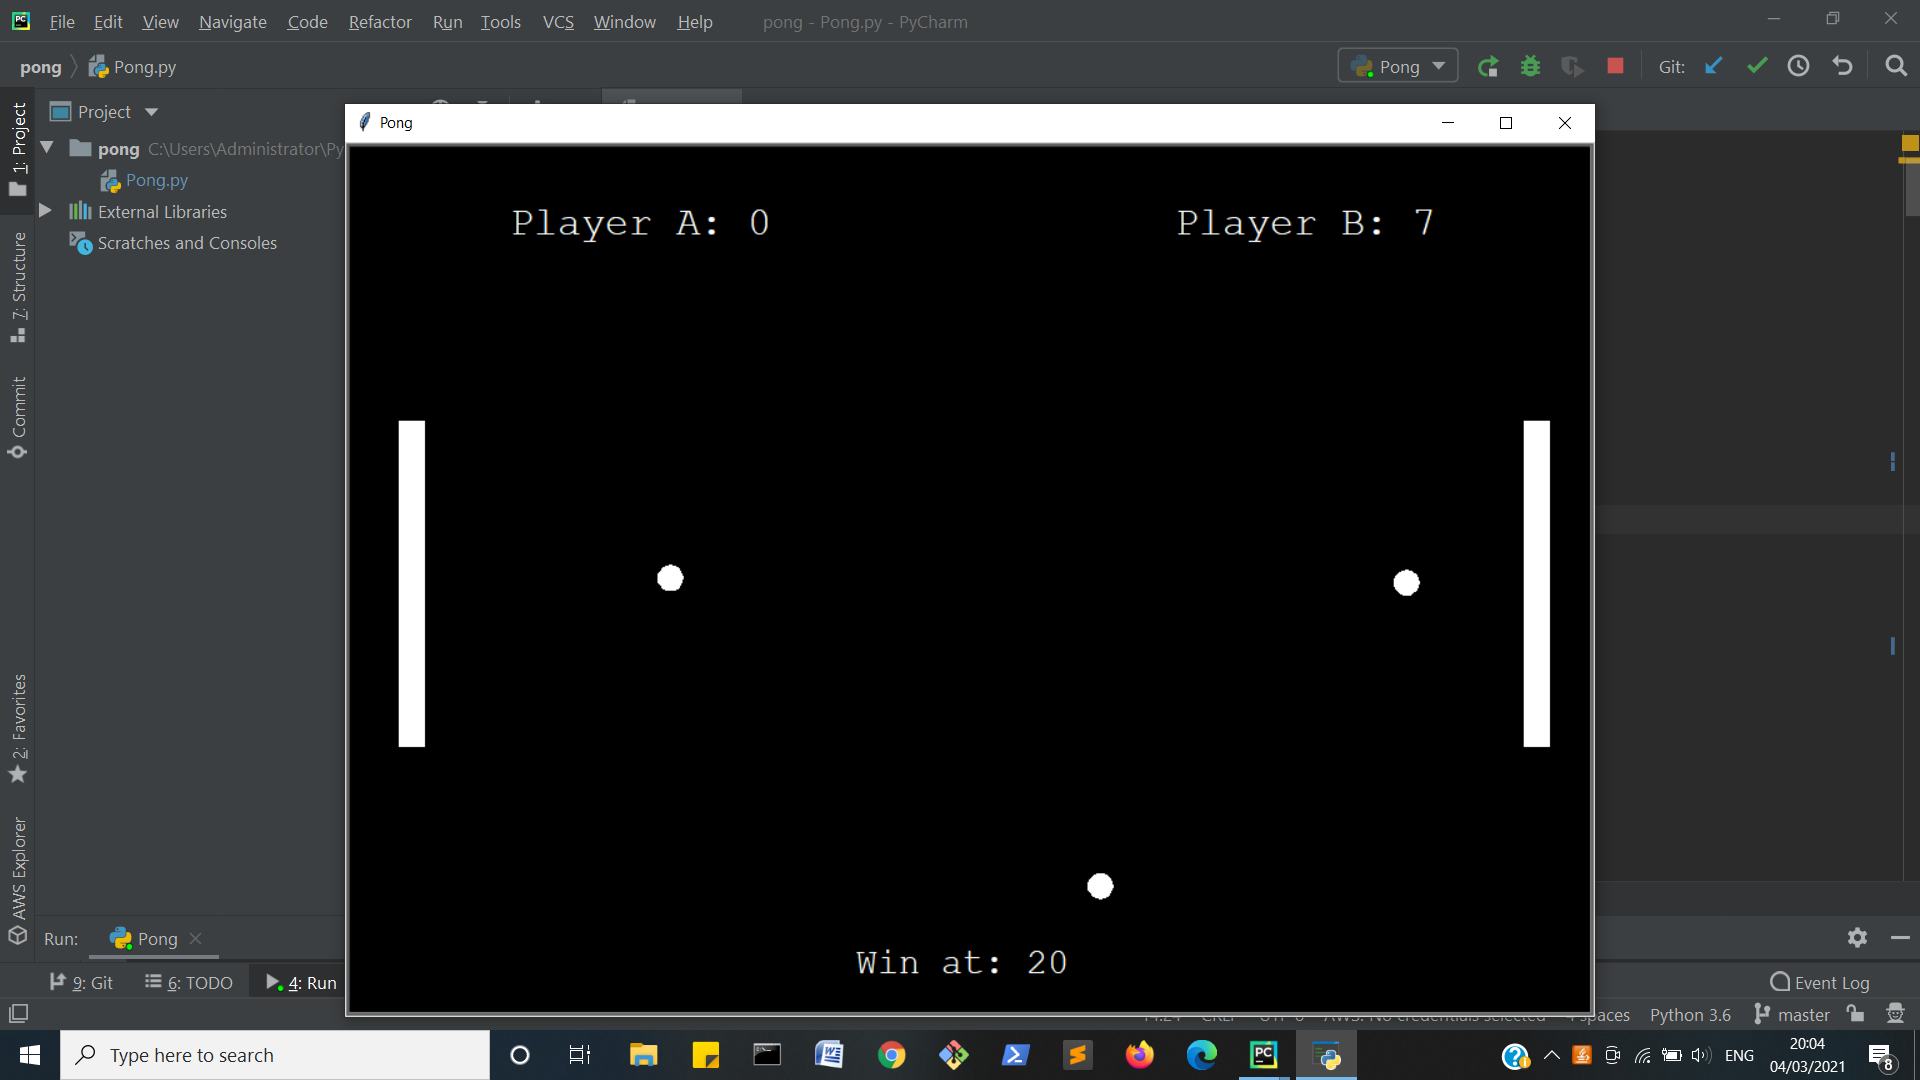 File Edit View Navigate Code Refactor Run Tools VCS Window Help pong - Pong.py - PyCharm
pong Pong.py Pong Git:
1: Project
Project
pong C:\Users\Administrator\Py
Pong.py
External Libraries
Scratches and Consoles
7: Structure
Commit
2: Favorites
AWS Explorer
Pong
Player A: 0 Player B: 7
Win at: 20
Run: Pong
9: Git 6: TODO 4: Run Event Log
spaces Python 3.6 master
Type here to search
PC
ENG
20:04
04/03/2021
8